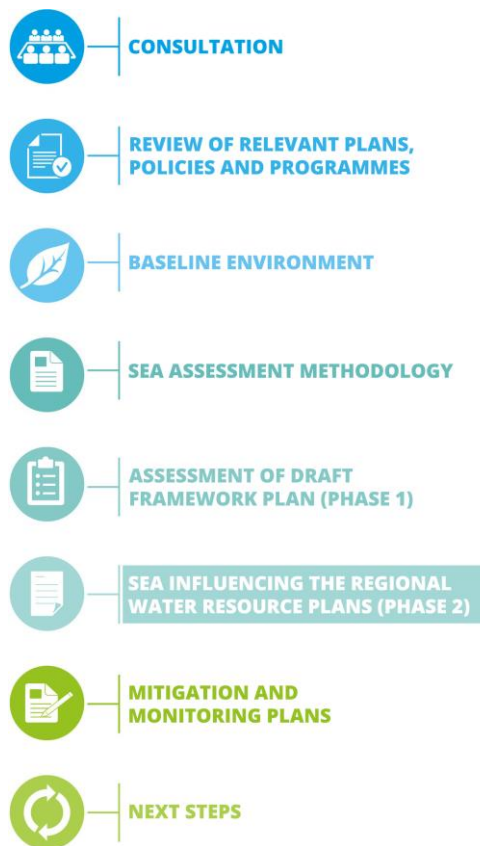 CONSULTATION
REVIEW OF RELEVANT PLANS,
POLICIES AND PROGRAMMES
BASELINE ENVIRONMENT
SEA ASSESSMENT METHODOLOGY
ASSESSMENT OF DRAFT
FRAMEWORK PLAN (PHASE 1)
SEA INFLUENCING THE REGIONAL
WATER RESOURCE PLANS (PHASE 2)
MITIGATION AND
MONITORING PLANS
NEXT STEPS